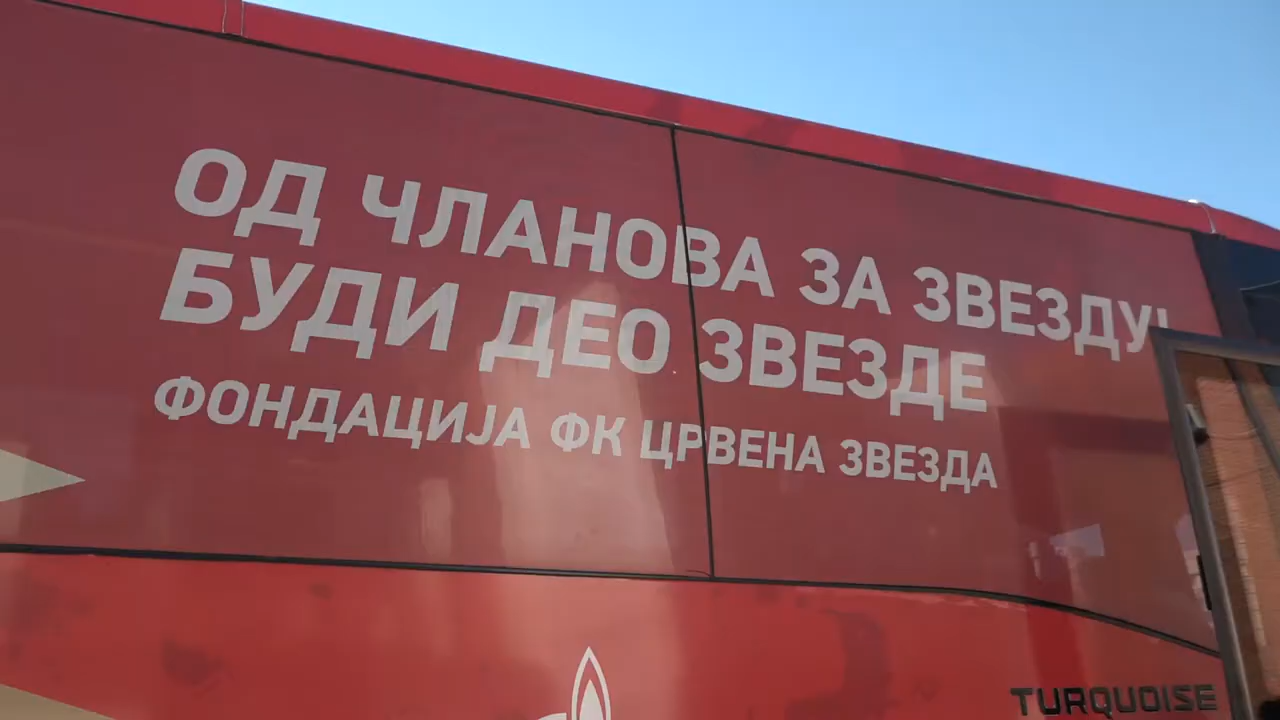 ОД ЧЛАНОВА ЗА ЗВЕЗДУ!
БУДИ ДЕО ЗВЕЗДЕ
ФОНДАЦИЈА ФК ЦРВЕНА ЗВЕЗДА
TURQUOISE